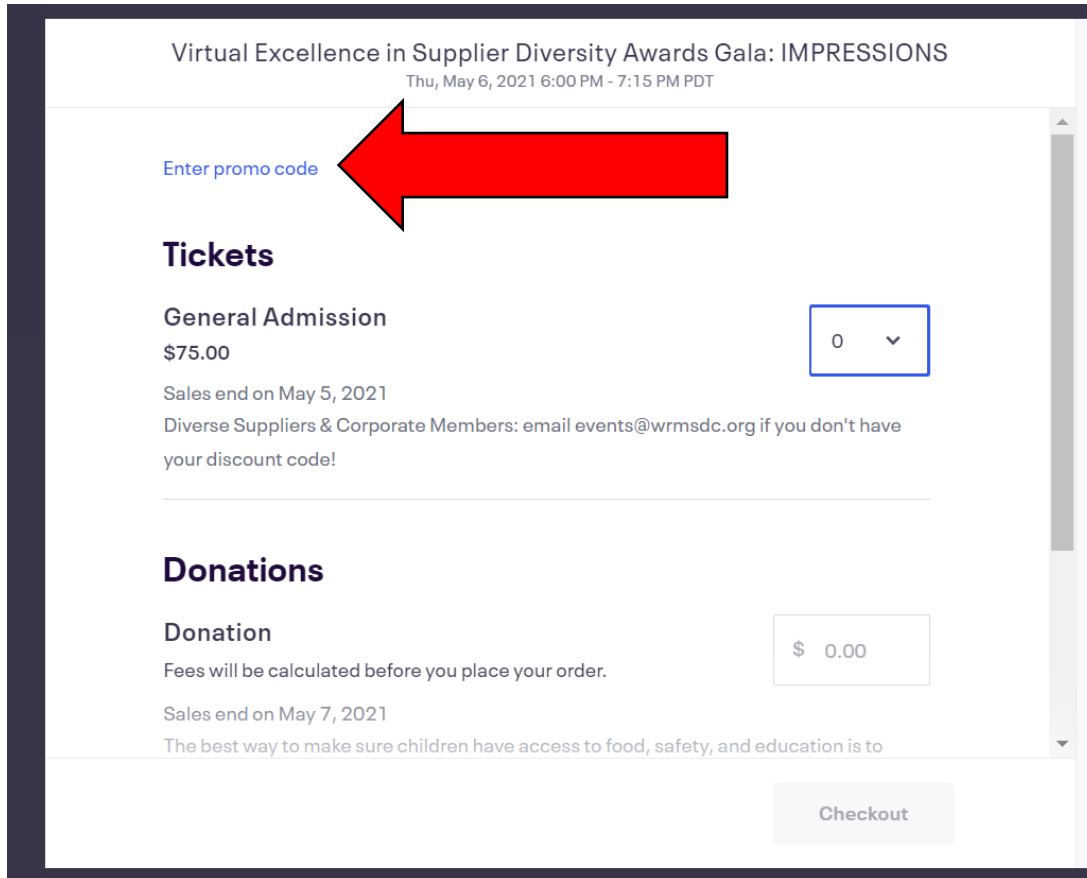 Virtual Excellence in Supplier Diversity Awards Gala: IMPRESSIONS
Thu, May 6, 2021 6:00 PM - 7:15 PM PDT
Enter promo code
Tickets
General Admission
$75.00
0
Sales end on May 5, 2021
Diverse Suppliers & Corporate Members: email events@wrmsdc.org if you don't have
your discount code!
Donations
Donation
$ 0.00
Fees will be calculated before you place your order.
Sales end on May 7, 2021
The best way to make sure children have access to food, safety, and education is to
Checkout